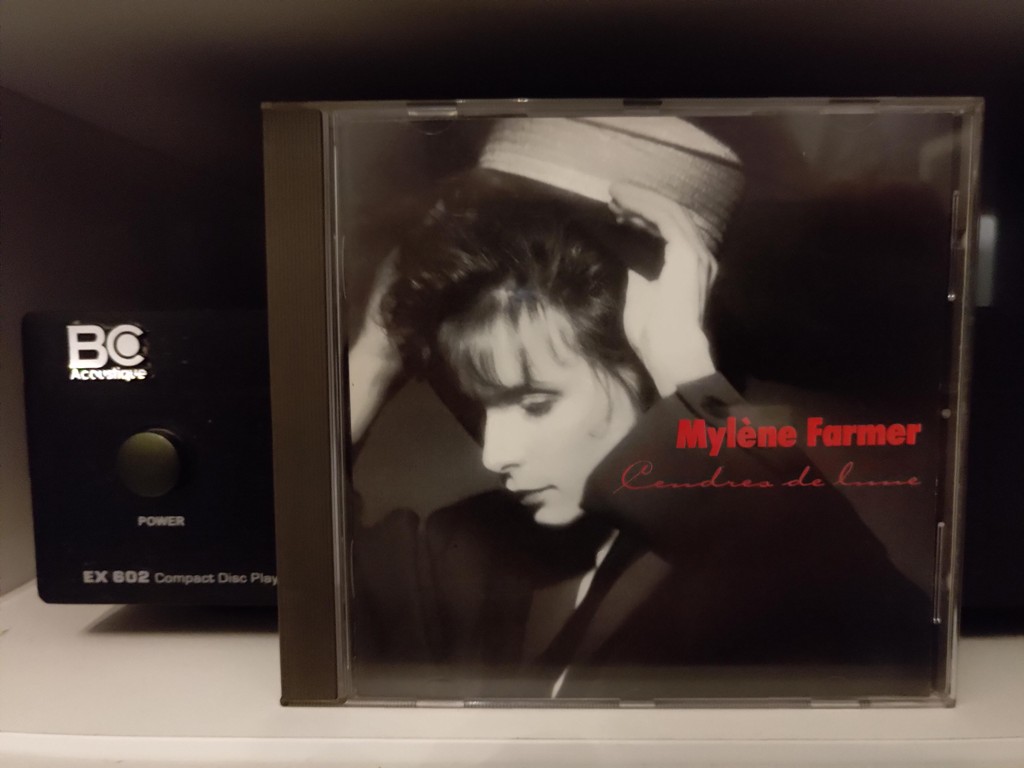 BC
Acoustique
POWER
EX 602 Compact Disc Play
Mylène Farmer
Cendres de lune